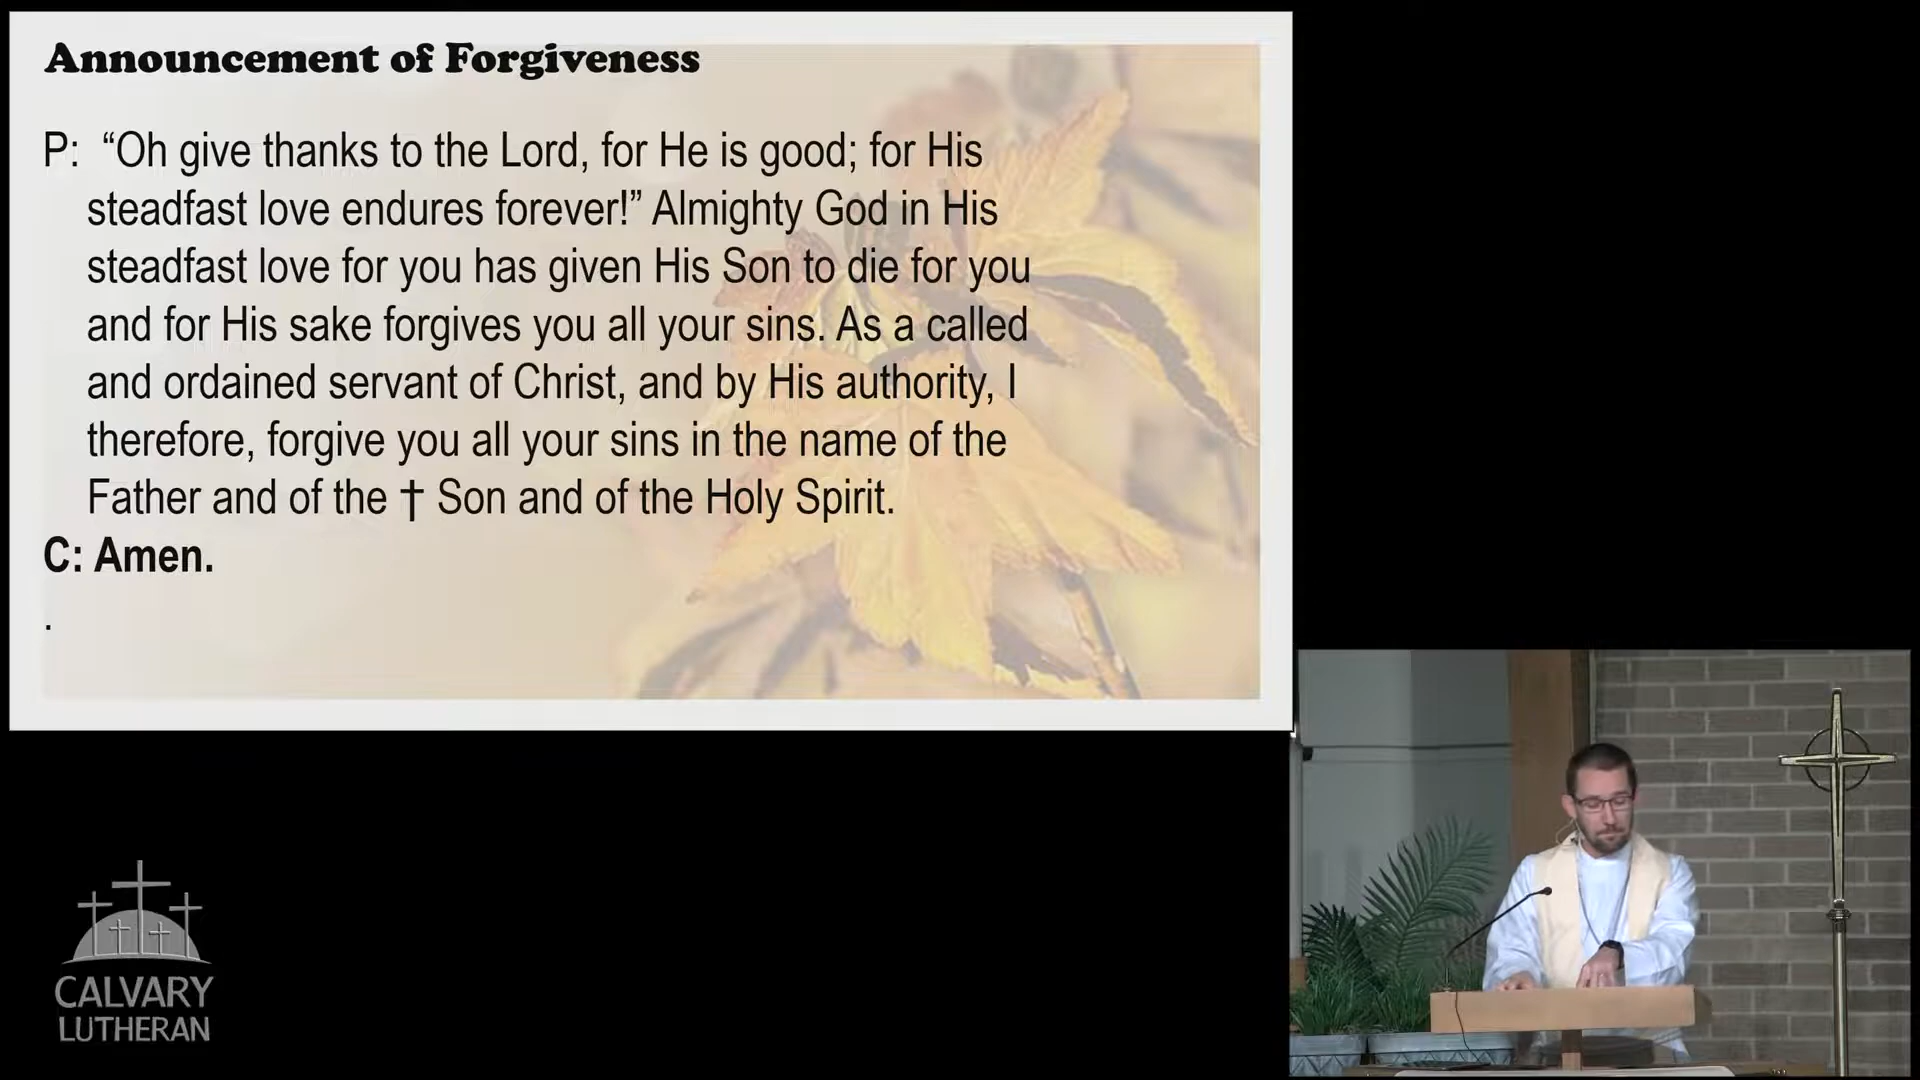 Announcement of Forgiveness
P: “Oh give thanks to the Lord, for He is good; for His
steadfast love endures forever!” Almighty God in His
steadfast love for you has given His Son to die for you
and for His sake forgives you all your sins. As a called
and ordained servant of Christ, and by His authority, I
therefore, forgive you all your sins in the name of the
Father and of the † Son and of the Holy Spirit.
C: Amen.
.
CALVARY
LUTHERAN